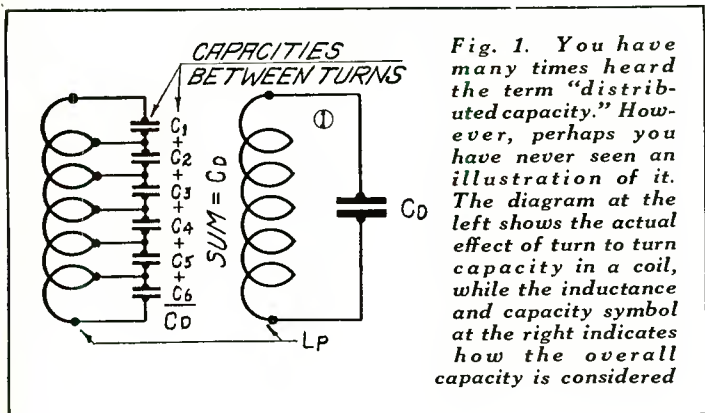 CAPACITIES
BETWEEN TURNS
C1
+
C2
+
C3
+
C4
+
C5
+
C6
CD
SUM = CD
1
CD
LP
Fig. 1. You have
many times heard
the term “distrib-
uted capacity.” How-
ever, perhaps you
have never seen an
illustration of it.
The diagram at the
left shows the actual
effect of turn to turn
capacity in a coil,
while the inductance
and capacity symbol
at the right indicates
how the overall
capacity is considered